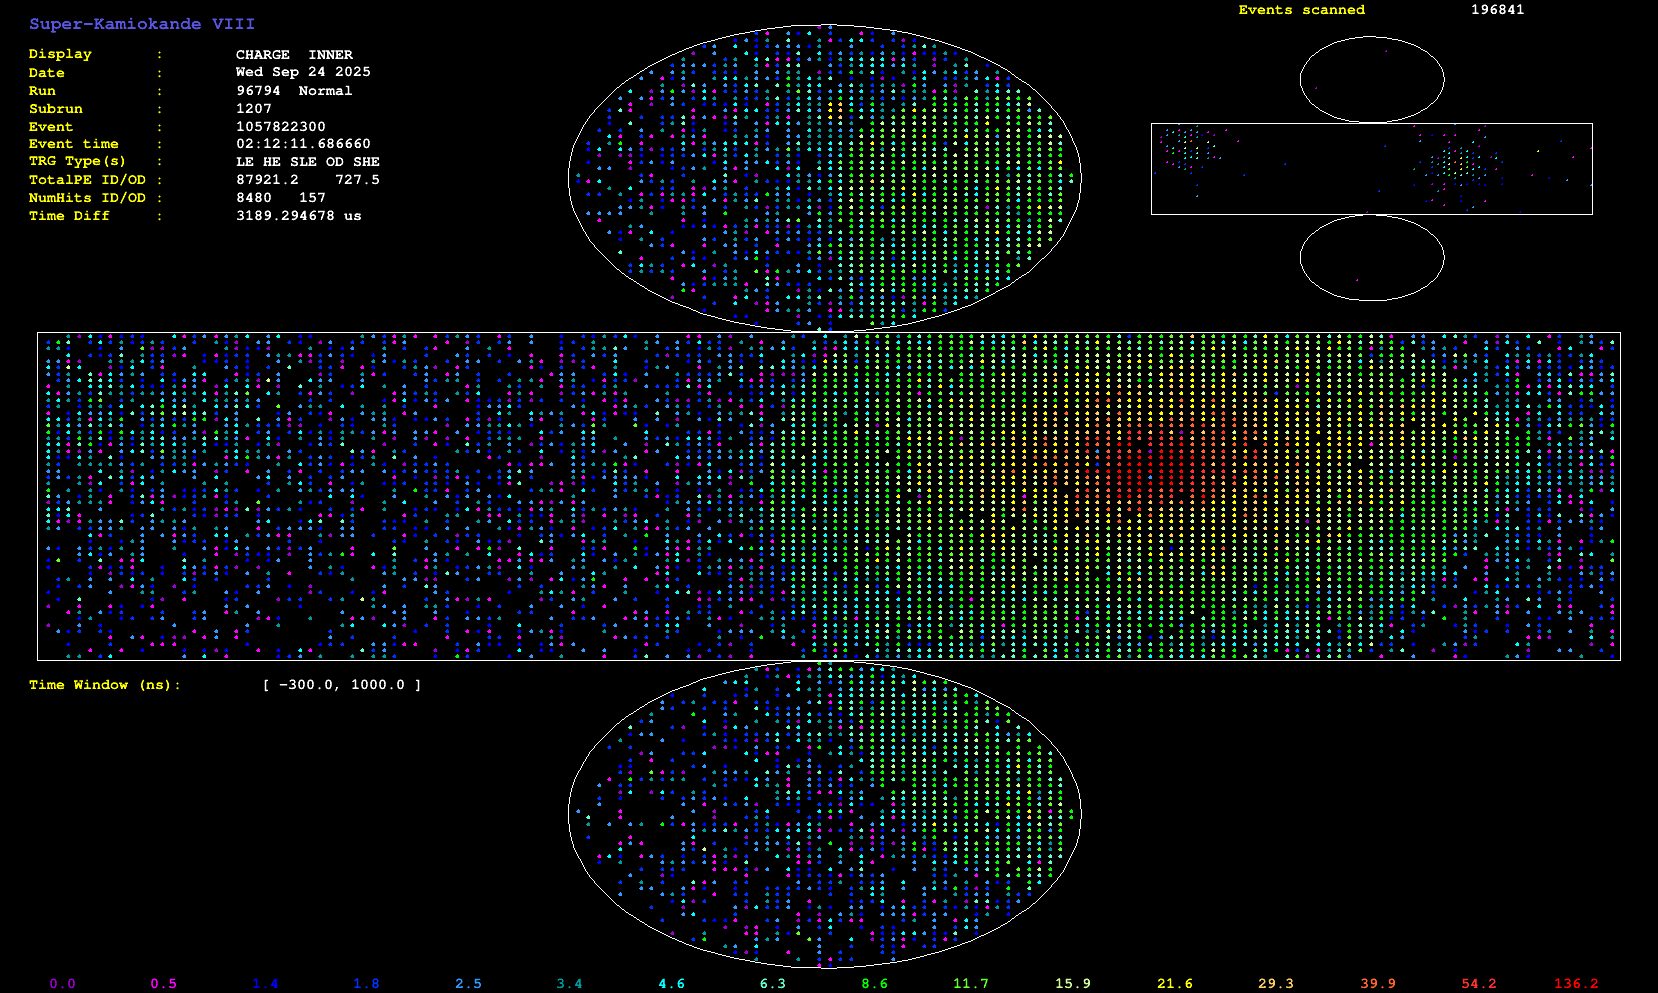 Super-Kamiokande VIII
Events scanned 196841
Display : CHARGE INNER
Date : Wed Sep 24 2025
Run : 96794 Normal
Subrun : 1207
Event : 1057822300
Event time : 02:12:11.686660
TRG Type(s) : LE HE SLE OD SHE
TotalPE ID/OD : 87921.2 727.5
NumHits ID/OD : 8480 157
Time Diff : 3189.294678 us
Time Window (ns): [ -300.0, 1000.0 ]
0.0 0.5 1.4 1.8 2.5 3.4 4.6 6.3 8.6 11.7 15.9 21.6 29.3 39.9 54.2 136.2